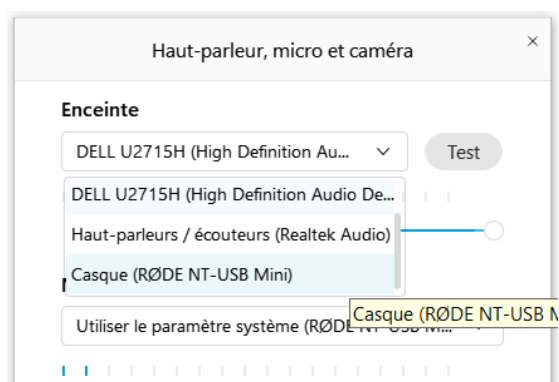 Haut-parleur, micro et caméra
Enceinte
DELL U2715H (High Definition Au...
Test
DELL U2715H (High Definition Audio De...
Haut-parleurs / écouteurs (Realtek Audio)
Casque (RØDE NT-USB Mini)
Casque (RØDE NT-USB M
Utiliser le paramètre système (RØDE NT-USB M...